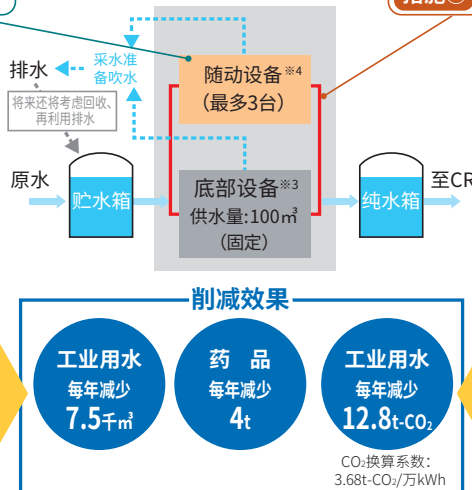 措施
采水准
备吹水
排水
随动设备※4
（最多3台）
将来还将考虑回收、
再利用排水
原水
贮水箱
底部设备※3
供水量:100㎥
（固定）
纯水箱
至CR
削减效果
工业用水
每年减少
7.5千㎥
药 品
每年减少
4t
工业用水
每年减少
12.8t-CO₂
CO₂换算系数：
3.68t-CO₂/万kWh